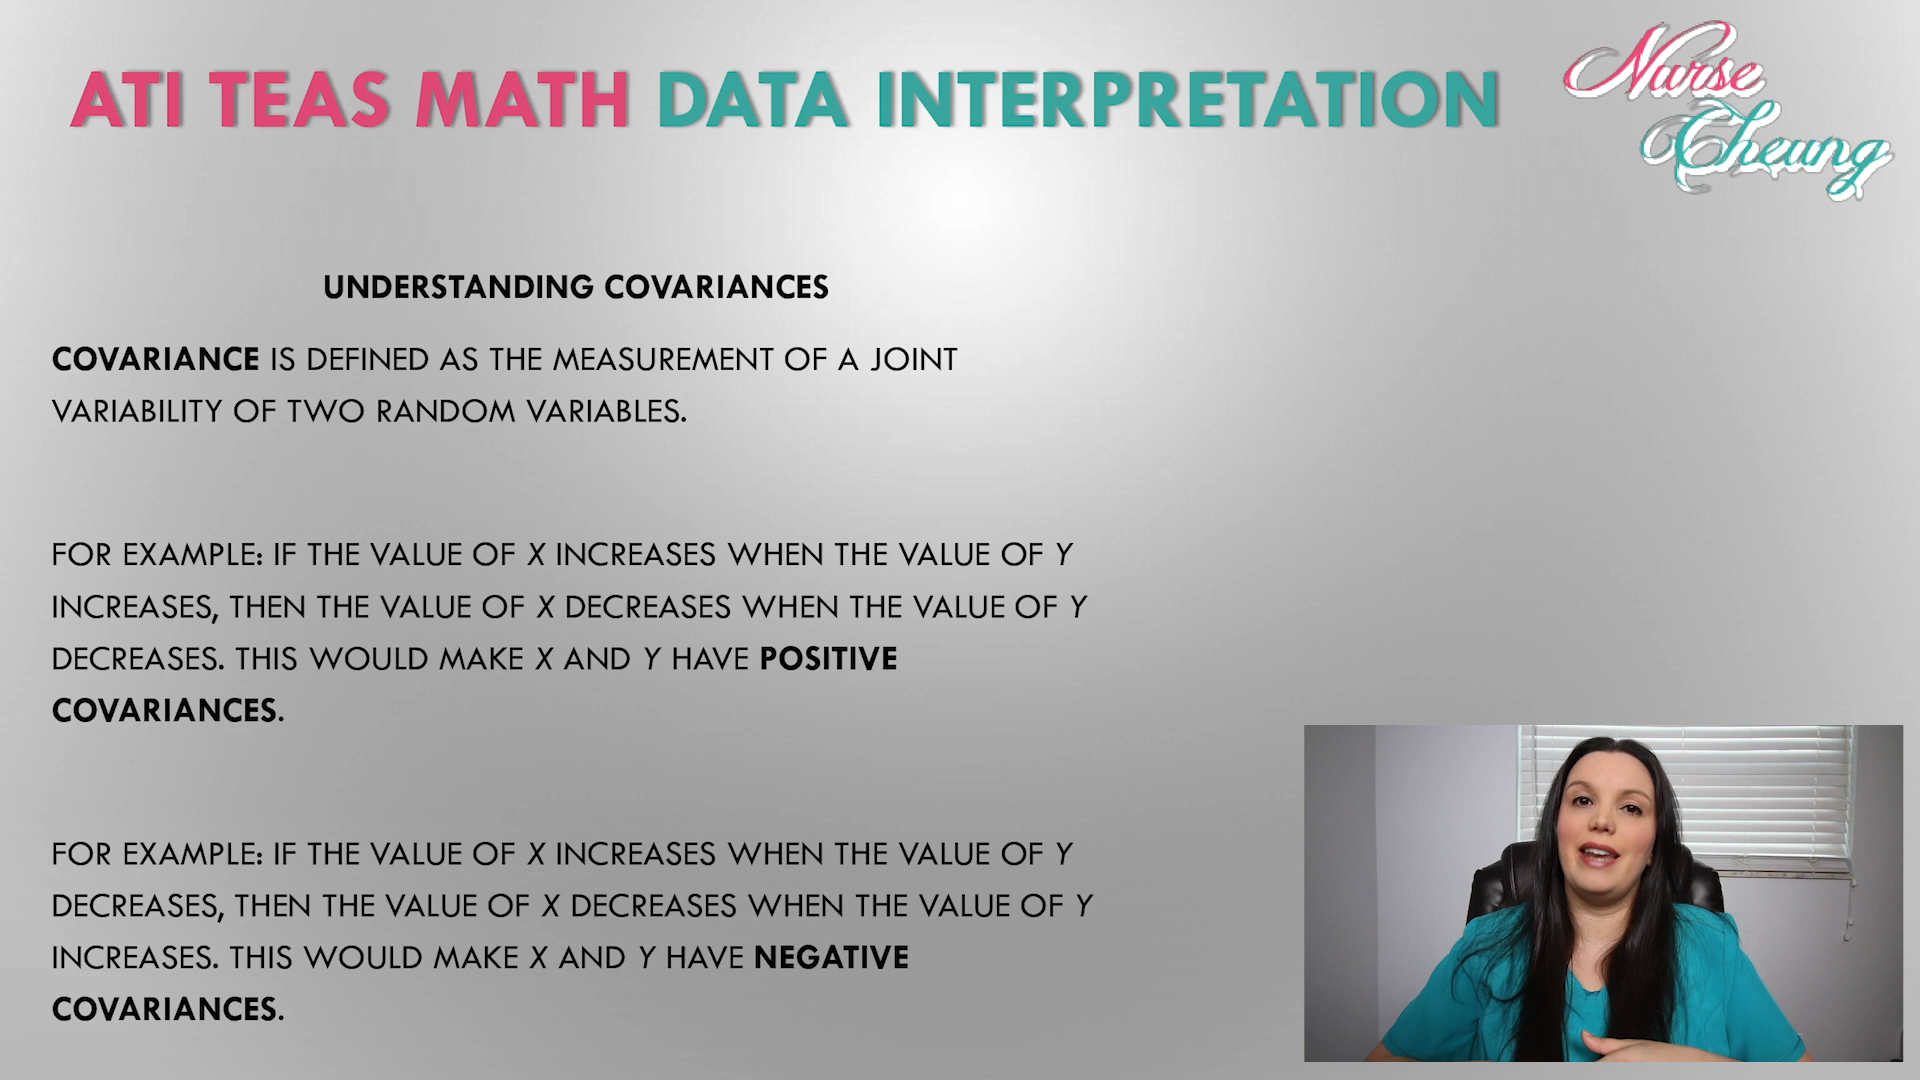 ATI TEAS MATH DATA INTERPRETATION
Nurse
Cheung
UNDERSTANDING COVARIANCES
COVARIANCE IS DEFINED AS THE MEASUREMENT OF A JOINT
VARIABILITY OF TWO RANDOM VARIABLES.
FOR EXAMPLE: IF THE VALUE OF X INCREASES WHEN THE VALUE OF Y
INCREASES, THEN THE VALUE OF X DECREASES WHEN THE VALUE OF Y
DECREASES. THIS WOULD MAKE X AND Y HAVE POSITIVE
COVARIANCES.
FOR EXAMPLE: IF THE VALUE OF X INCREASES WHEN THE VALUE OF Y
DECREASES, THEN THE VALUE OF X DECREASES WHEN THE VALUE OF Y
INCREASES. THIS WOULD MAKE X AND Y HAVE NEGATIVE
COVARIANCES.